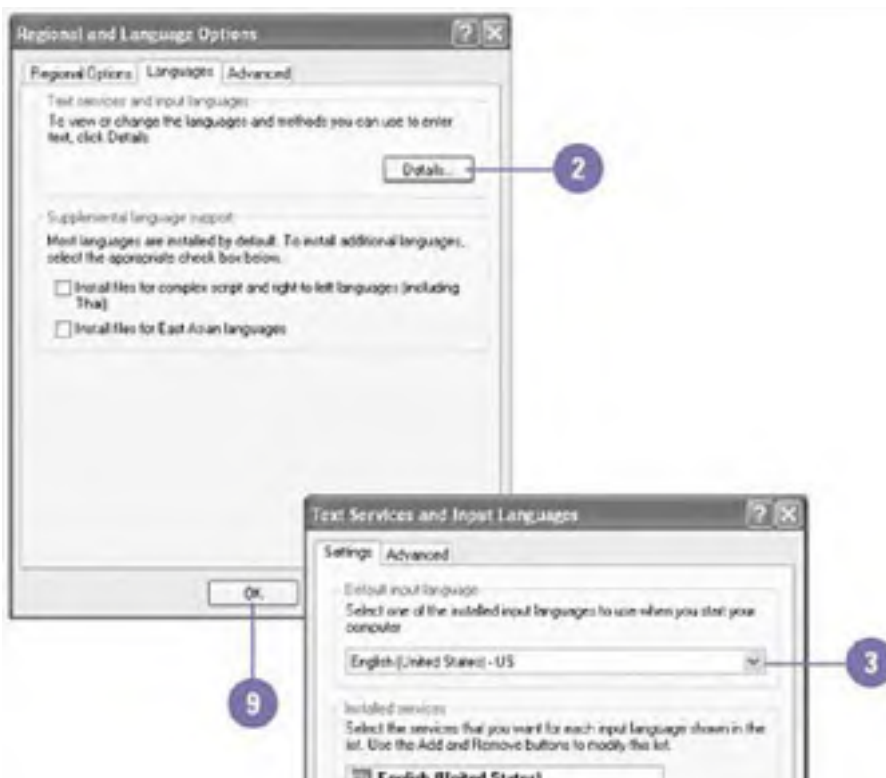 Regional and Language Options
Regional Options Languages Advanced
Text services and input languages
To view or change the languages and methods you can use to enter
text, click Details
Details...
2
Supplemental language support
Most languages are installed by default. To install additional languages,
select the appropriate check box below.
Install files for complex script and right to left languages (including
Thai)
Install files for East Asian languages
OK
9
Text Services and Input Languages
Settings Advanced
Default input language
Select one of the installed input languages to use when you start your
computer
English (United States) - US
3
Installed services
Select the services that you want for each input language shown in the
list. Use the Add and Remove buttons to modify this list.
English (United States)